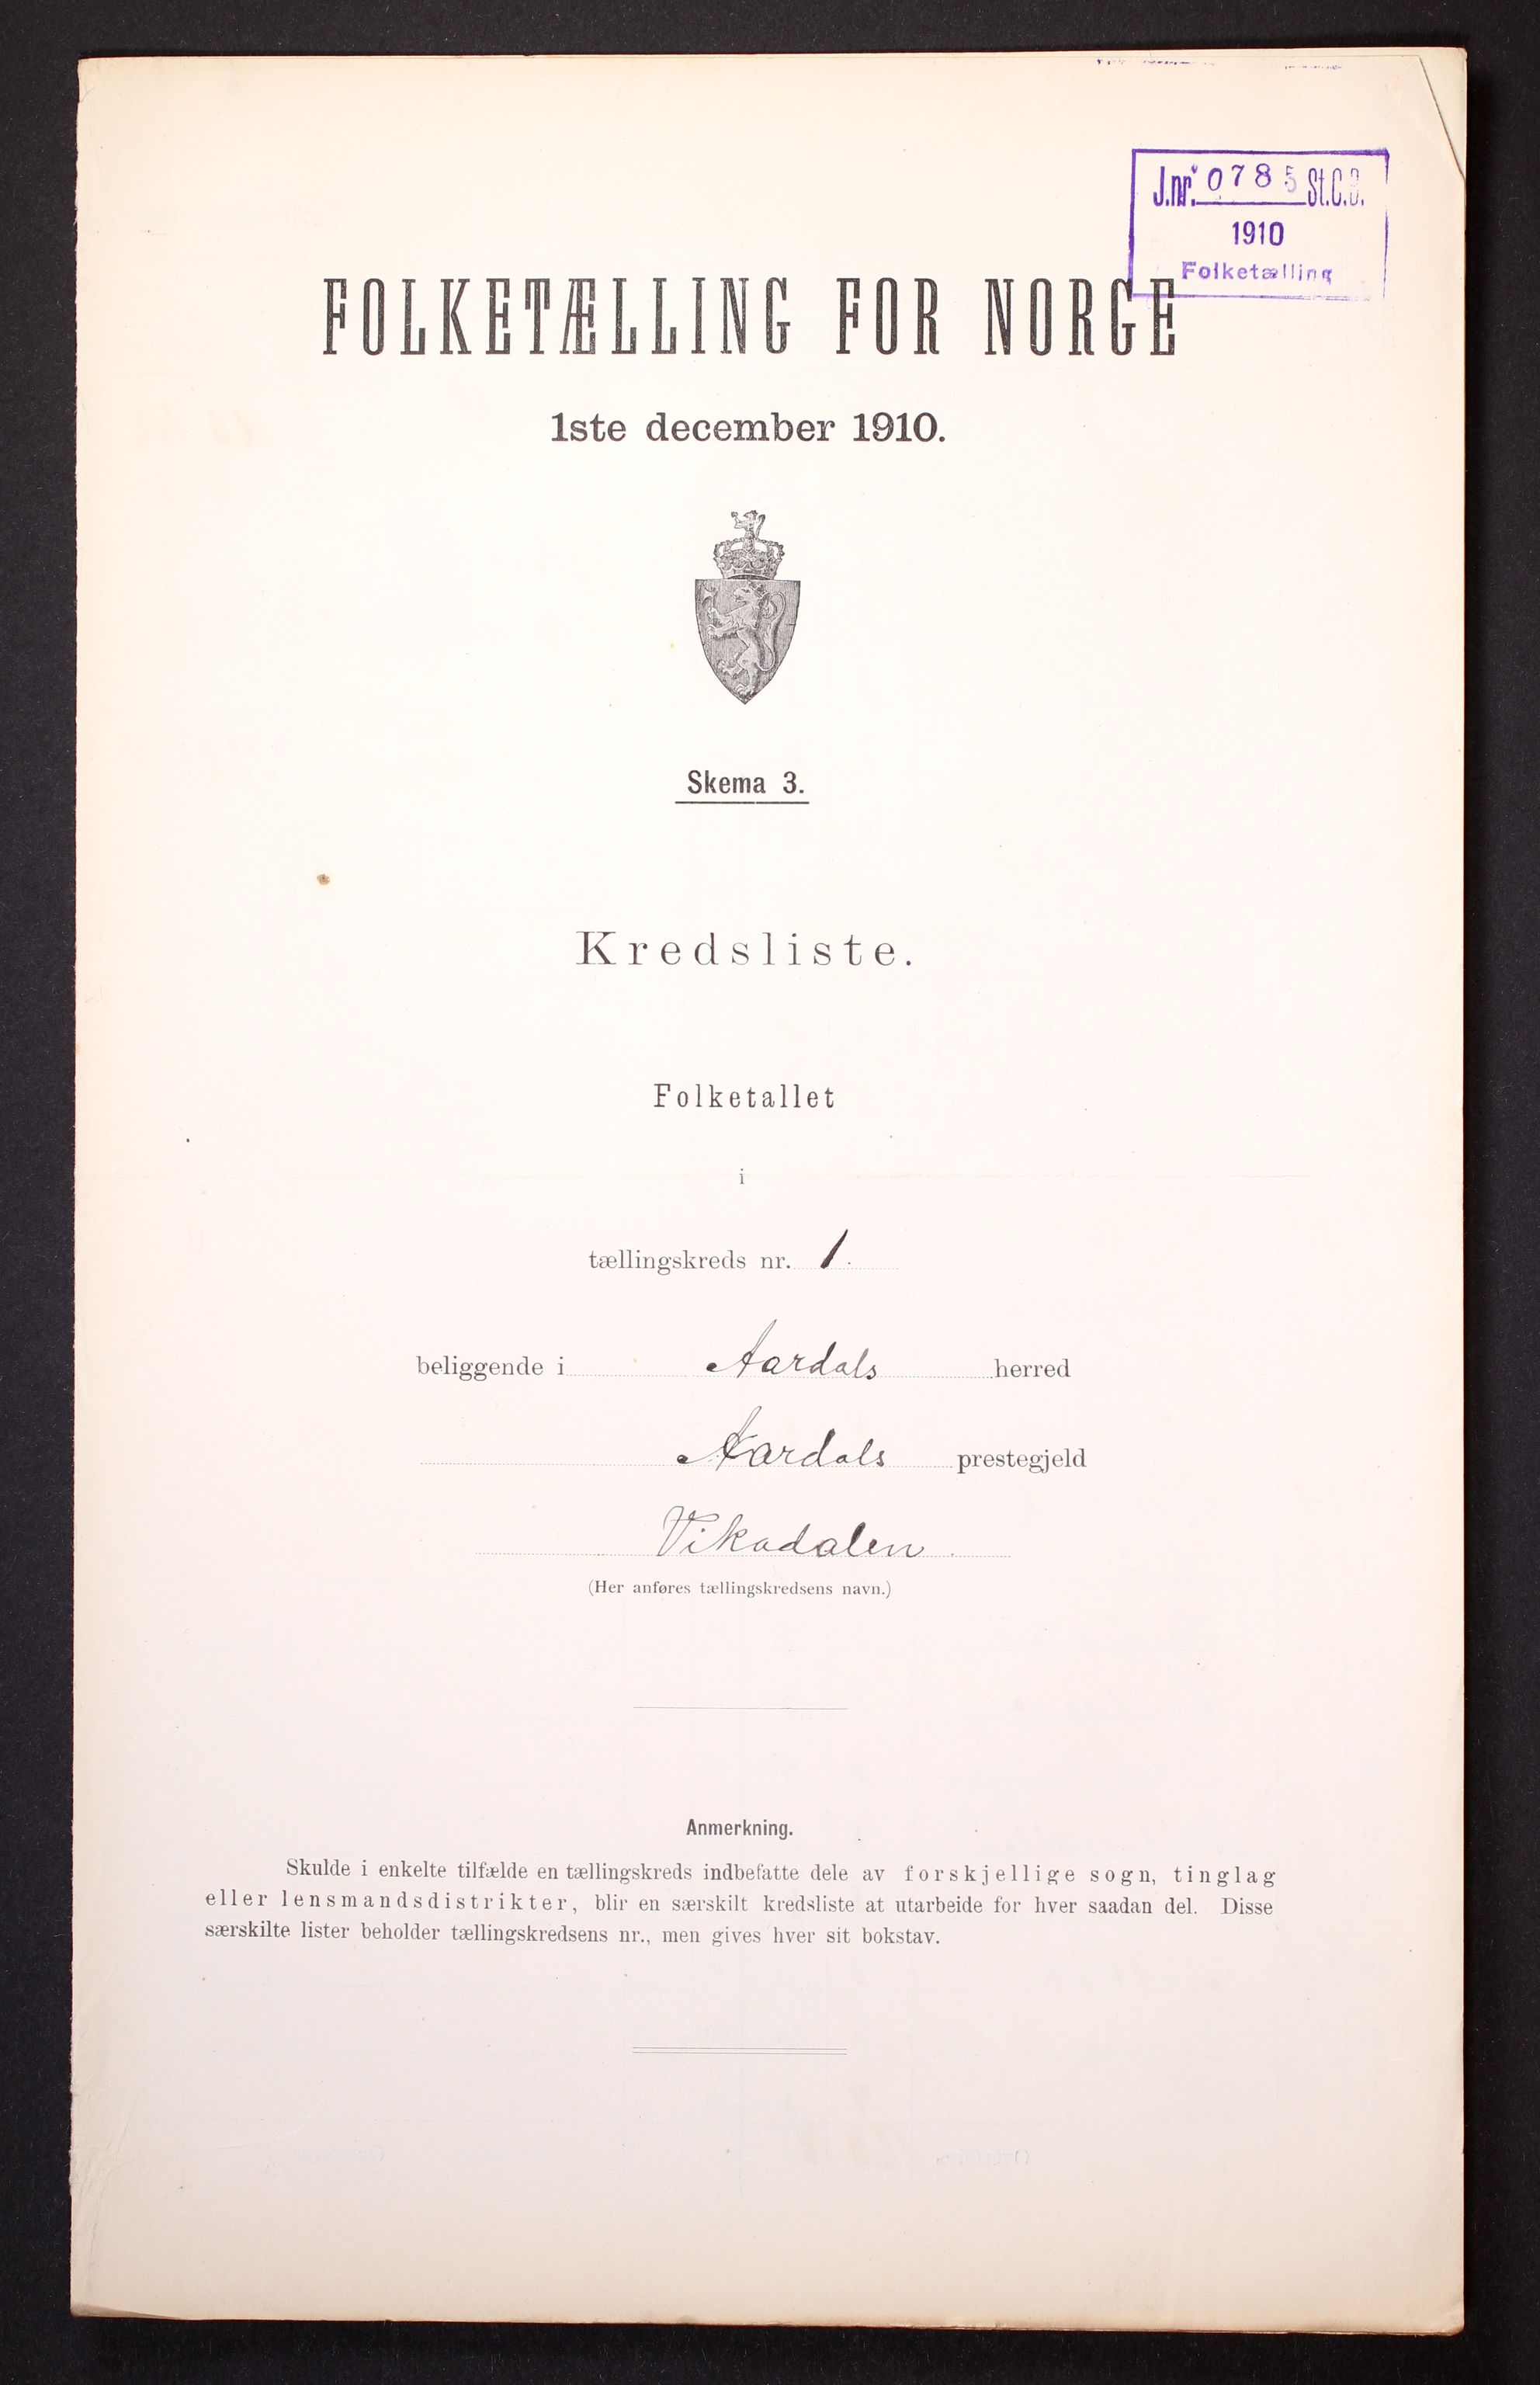 J.nr. 0785 St.C.B.
1910
Folketælling
FOLKETÆLLING FOR NORGE
1ste december 1910.
Skema 3.
Kredsliste.
Folketallet
i
tællingskreds nr. 1.
beliggende i Aardals herred
Aardals prestegjeld
Vikadalen.
(Her anføres tællingskredsens navn.)
Anmerkning.
Skulde i enkelte tilfælde en tællingskreds indbefatte dele av forskjellige sogn, tinglag
eller lensmandsdistrikter, blir en særskilt kredsliste at utarbeide for hver saadan del. Disse
særskilte lister beholder tællingskredsens nr., men gives hver sit bokstav.